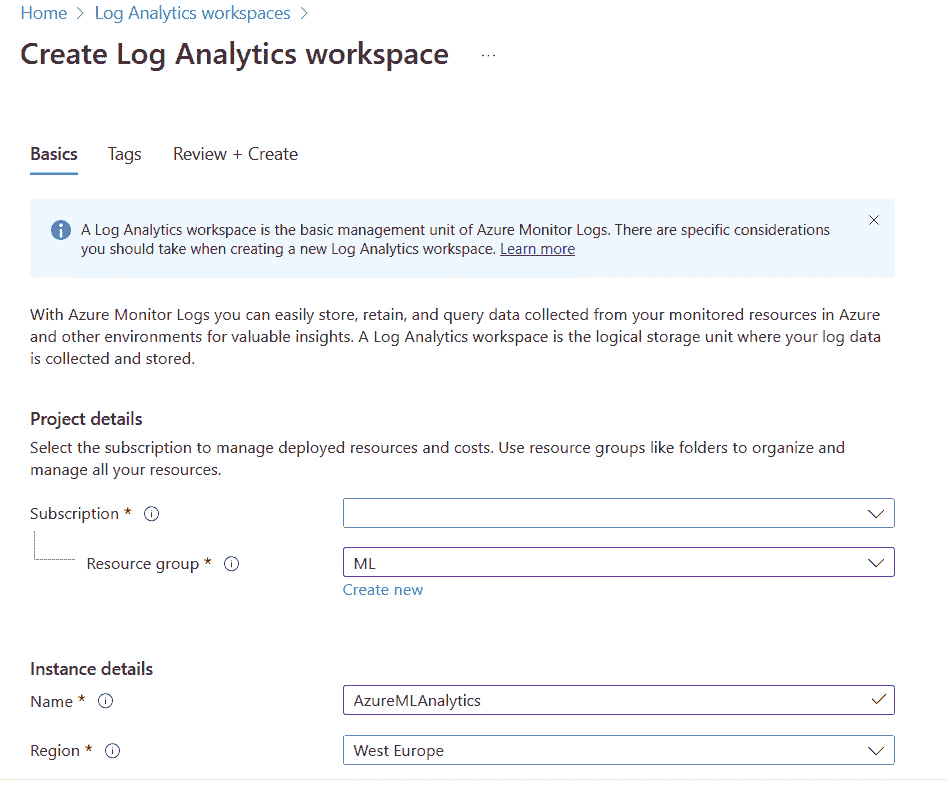 Home > Log Analytics workspaces >
Create Log Analytics workspace ...
Basics Tags Review + Create
A Log Analytics workspace is the basic management unit of Azure Monitor Logs. There are specific considerations
you should take when creating a new Log Analytics workspace. Learn more
With Azure Monitor Logs you can easily store, retain, and query data collected from your monitored resources in Azure
and other environments for valuable insights. A Log Analytics workspace is the logical storage unit where your log data
is collected and stored.
Project details
Select the subscription to manage deployed resources and costs. Use resource groups like folders to organize and
manage all your resources.
Subscription *
Resource group * ML
Create new
Instance details
Name * AzureMLAnalytics
Region * West Europe